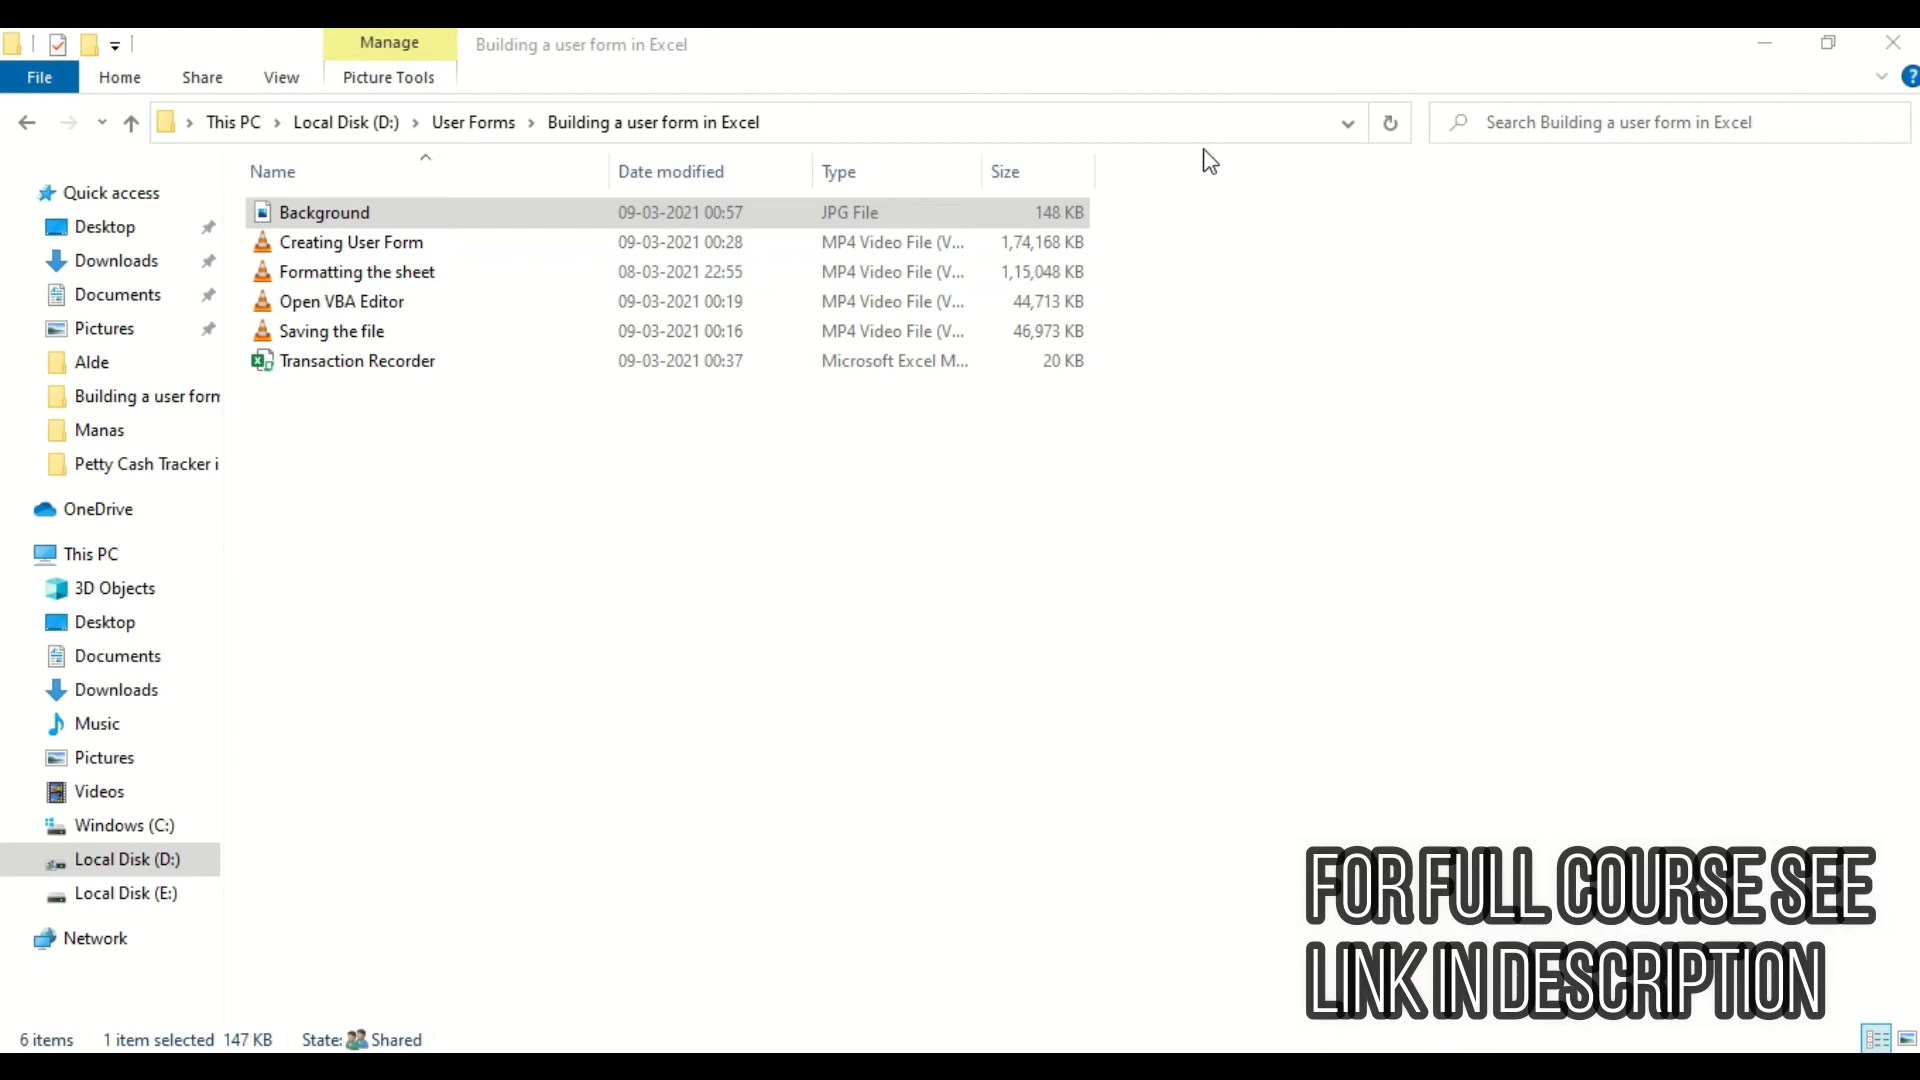 Manage
Building a user form in Excel
File
Home
Share
View
Picture Tools
?
This PC
Local Disk (D:)
User Forms
Building a user form in Excel
Search Building a user form in Excel
Name
Date modified
Type
Size
Background
09-03-2021 00:57
JPG File
148 KB
Creating User Form
09-03-2021 00:28
MP4 Video File (V...
1,74,168 KB
Formatting the sheet
08-03-2021 22:55
MP4 Video File (V...
1,15,048 KB
Open VBA Editor
09-03-2021 00:19
MP4 Video File (V...
44,713 KB
Saving the file
09-03-2021 00:16
MP4 Video File (V...
46,973 KB
Transaction Recorder
09-03-2021 00:37
Microsoft Excel M...
20 KB
Quick access
Desktop
Downloads
Documents
Pictures
Alde
Building a user form
Manas
Petty Cash Tracker i
OneDrive
This PC
3D Objects
Desktop
Documents
Downloads
Music
Pictures
Videos
Windows (C:)
Local Disk (D:)
Local Disk (E:)
Network
FOR FULL COURSE SEE
LINK IN DESCRIPTION
6 items
1 item selected 147 KB
State: Shared